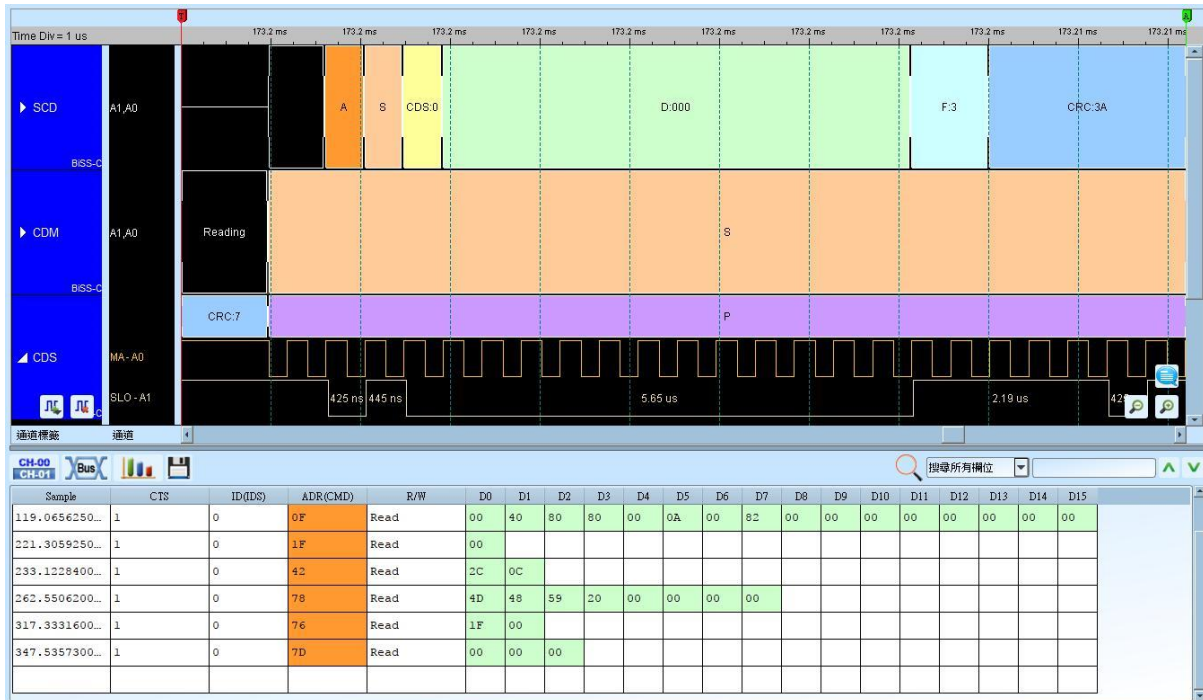 T
A
Time Div = 1 us
173.2 ms 173.2 ms 173.2 ms 173.2 ms 173.2 ms 173.2 ms 173.2 ms 173.2 ms 173.2 ms 173.21 ms 173.21 ms
SCD A1,A0 A S CDS:0 D:000 F:3 CRC:3A
BiSS-C
CDM A1,A0 Reading S
BiSS-C
CRC:7 P
CDS MA - A0
SLO - A1 425 ns 445 ns 5.65 us 2.19 us
通道標籤 通道
CH-00
CH-01 Bus 搜尋所有欄位
Sample CTS ID(IDS) ADR(CMD) R/W D0 D1 D2 D3 D4 D5 D6 D7 D8 D9 D10 D11 D12 D13 D14 D15
119.0656250... 1 0 0F Read 00 40 80 80 00 0A 00 82 00 00 00 00 00 00 00 00
221.3059250... 1 0 1F Read 00
233.1228400... 1 0 42 Read 2C 0C
262.5506200... 1 0 78 Read 4D 48 59 20 00 00 00 00
317.3331600... 1 0 76 Read 1F 00
347.5357300... 1 0 7D Read 00 00 00